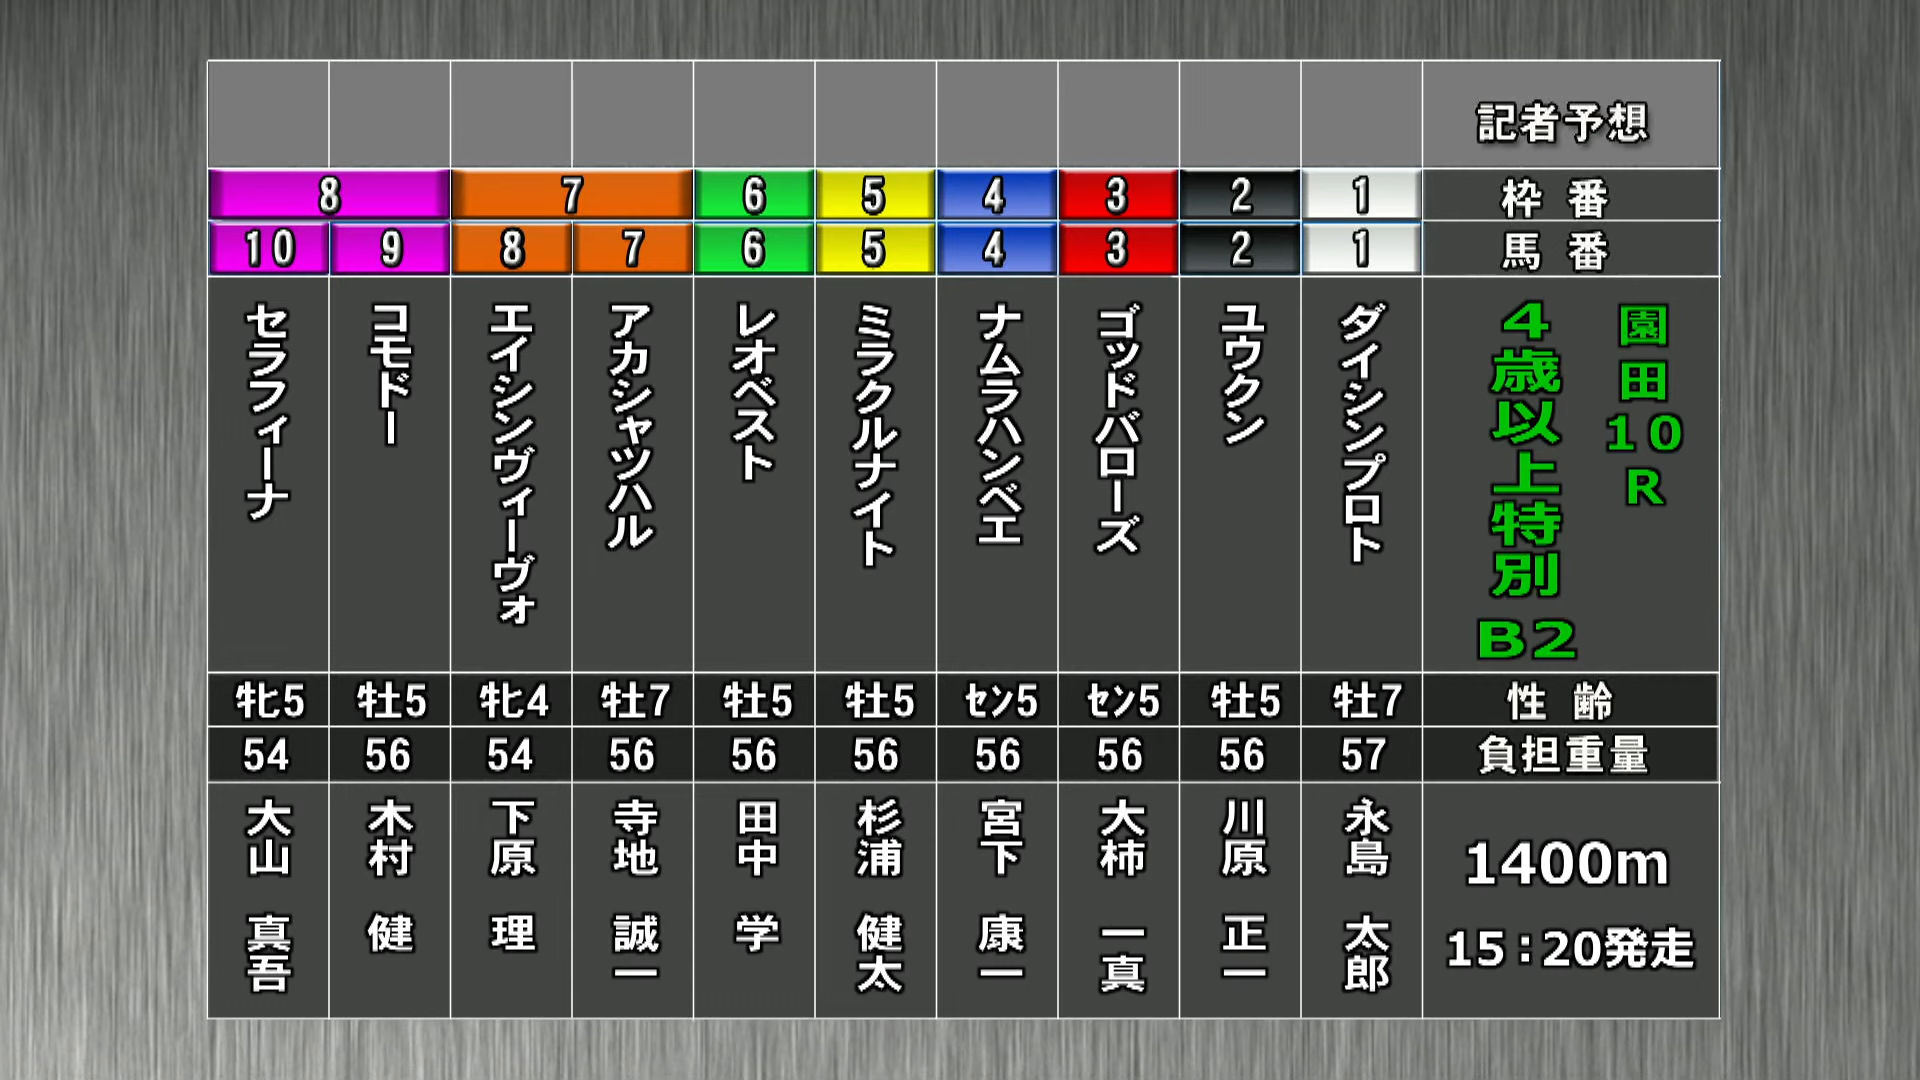 記者予想
枠番 1 2 3 4 5 6 7 8
馬番 1 2 3 4 5 6 7 8 9 10
園田10R
4歳以上特別
B2
ダイシンプロト
ユウクン
ゴッドバローズ
ナムラハンベエ
ミラクルナイト
レオベスト
アカシャツハル
エイシンヴィーヴォ
コモドー
セラフィーナ
性齢 牡7 牡5 セン5 セン5 牡5 牡5 牡7 牝4 牡5 牝5
負担重量 57 56 56 56 56 56 56 54 56 54
1400m
15:20発走
永島 太郎
川原 正一
大柿 一真
宮下 康一
杉浦 健太
田中 学
寺地 誠一
下原 理
木村 健
大山 真吾